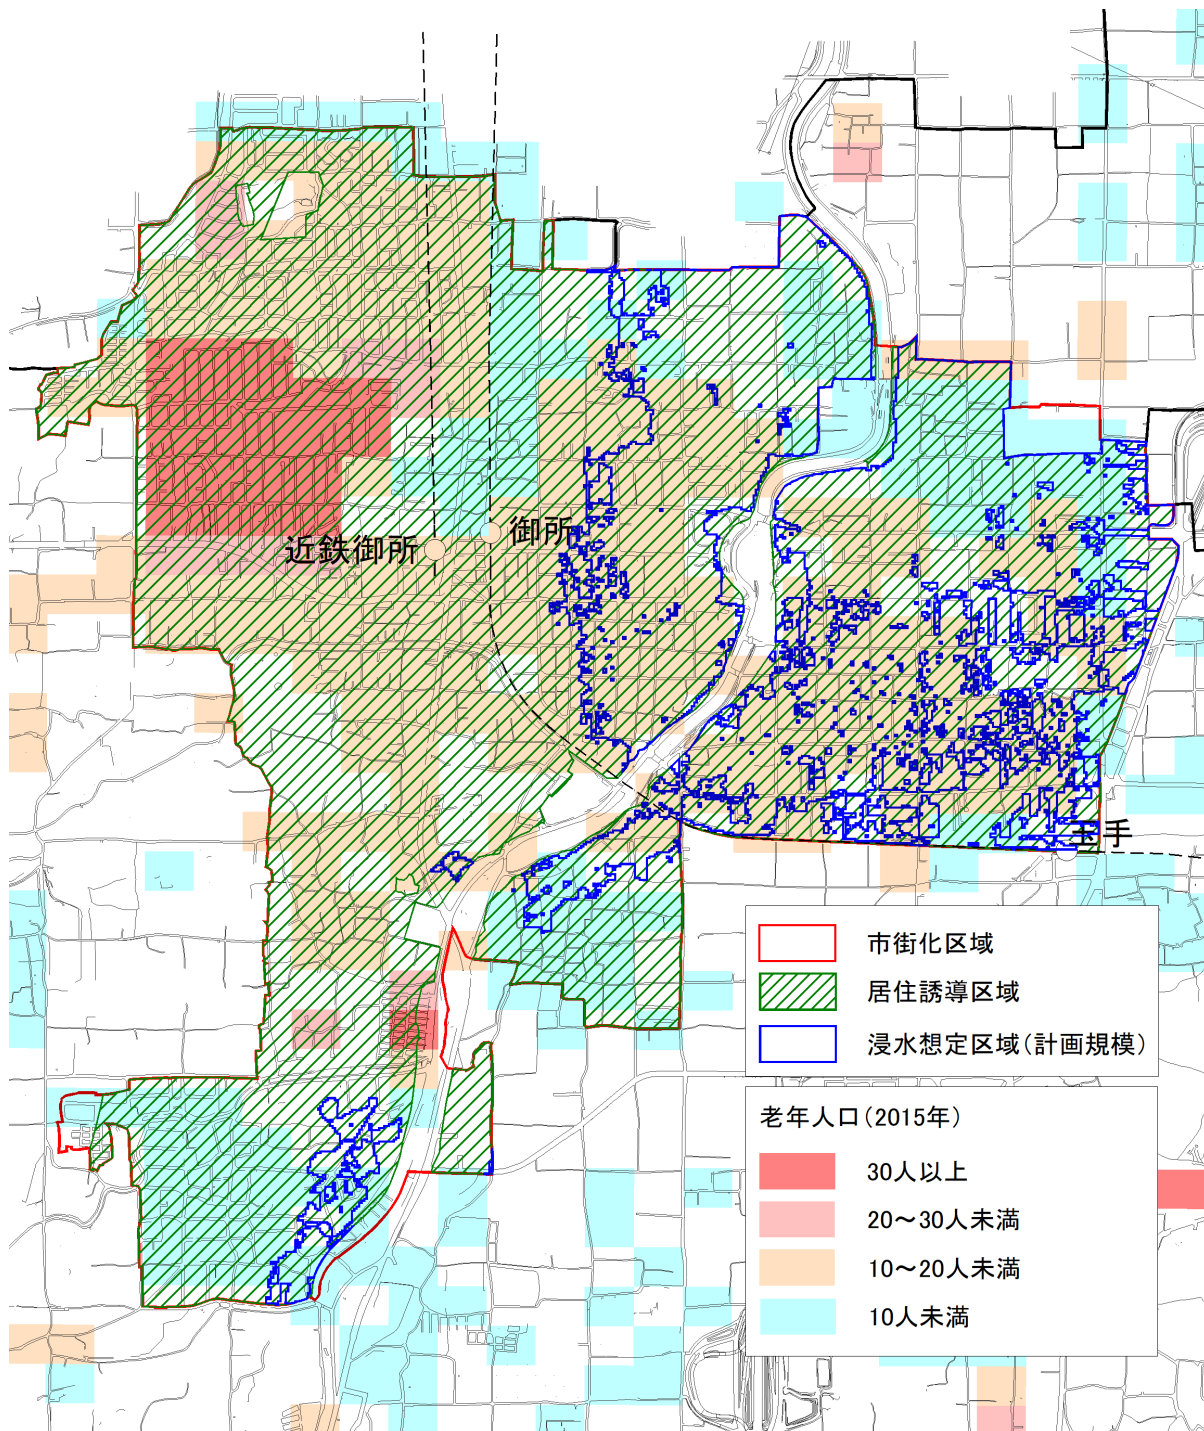 御所
近鉄御所
玉手
市街化区域
居住誘導区域
浸水想定区域(計画規模)
老年人口(2015年)
30人以上
20~30人未満
10~20人未満
10人未満